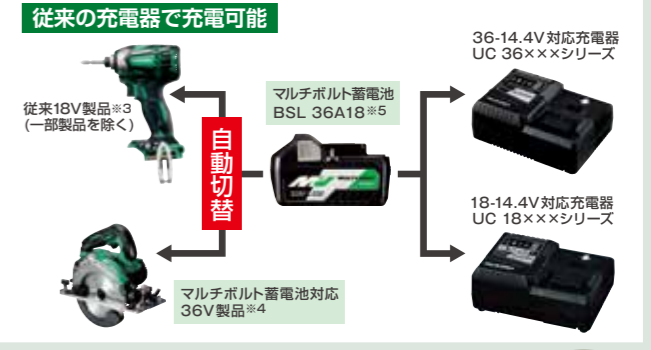 従来の充電器で充電可能
36-14.4V対応充電器
UC 36×××シリーズ
従来18V製品※3
(一部製品を除く)
マルチボルト蓄電池
BSL 36A18※5
自動切替
18-14.4V対応充電器
UC 18×××シリーズ
マルチボルト蓄電池対応
36V製品※4